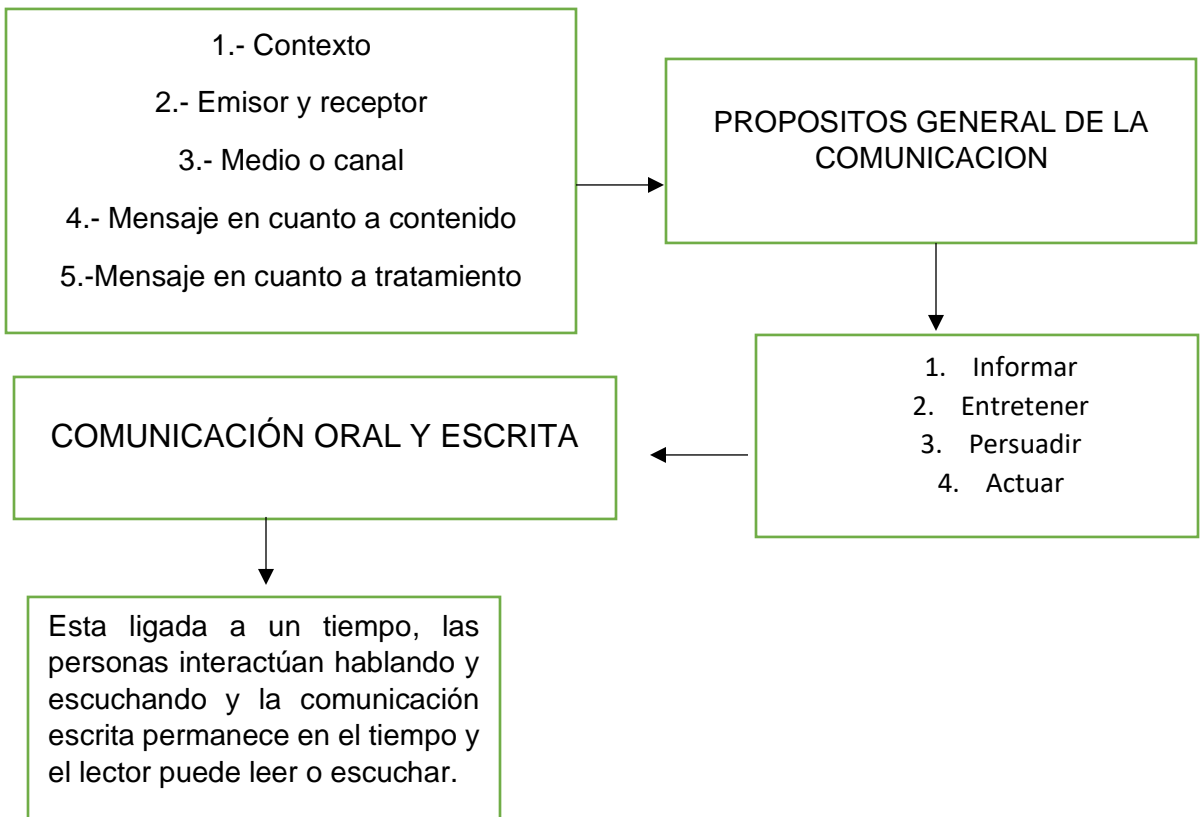 1.- Contexto
2.- Emisor y receptor
3.- Medio o canal
4.- Mensaje en cuanto a contenido
5.-Mensaje en cuanto a tratamiento
PROPOSITOS GENERAL DE LA
COMUNICACION
1. Informar
2. Entretener
3. Persuadir
4. Actuar
COMUNICACIÓN ORAL Y ESCRITA
Esta ligada a un tiempo, las
personas interactúan hablando y
escuchando y la comunicación
escrita permanece en el tiempo y
el lector puede leer o escuchar.